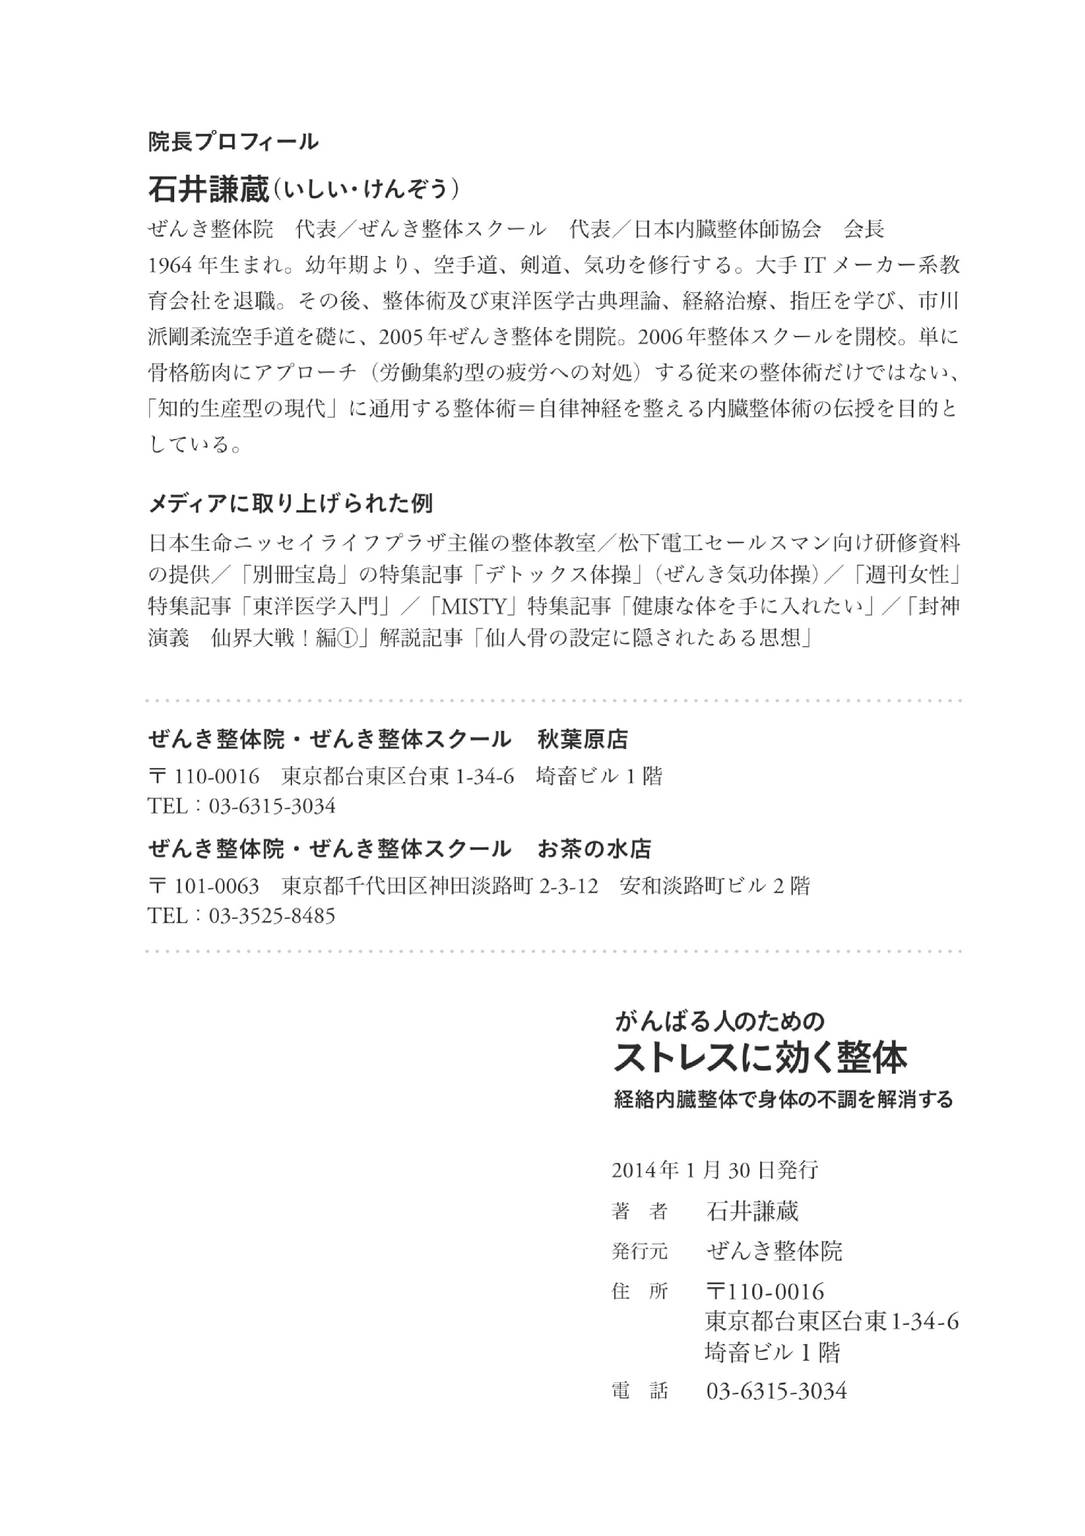 院長プロフィール
石井謙蔵（いしい・けんぞう）
ぜんき整体院　代表／ぜんき整体スクール　代表／日本内臓整体師協会　会長
1964 年生まれ。幼年期より、空手道、剣道、気功を修行する。大手 IT メーカー系教
育会社を退職。その後、整体術及び東洋医学古典理論、経絡治療、指圧を学び、市川
派剛柔流空手道を礎に、2005 年ぜんき整体を開院。2006 年整体スクールを開校。単に
骨格筋肉にアプローチ（労働集約型の疲労への対処）する従来の整体術だけではない、
「知的生産型の現代」に通用する整体術＝自律神経を整える内臓整体術の伝授を目的と
している。
メディアに取り上げられた例
日本生命ニッセイライフプラザ主催の整体教室／松下電工セールスマン向け研修資料
の提供／「別冊宝島」の特集記事「デトックス体操」（ぜんき気功体操）／「週刊女性」
特集記事「東洋医学入門」／「MISTY」特集記事「健康な体を手に入れたい」／「封神
演義　仙界大戦！編①」解説記事「仙人骨の設定に隠されたある思想」
ぜんき整体院・ぜんき整体スクール　秋葉原店
〒 110-0016　東京都台東区台東 1-34-6　埼畜ビル 1 階
TEL：03-6315-3034
ぜんき整体院・ぜんき整体スクール　お茶の水店
〒 101-0063　東京都千代田区神田淡路町 2-3-12　安和淡路町ビル 2 階
TEL：03-3525-8485
がんばる人のための
ストレスに効く整体
経絡内臓整体で身体の不調を解消する
2014年 1 月 30 日発行
著　者　石井謙蔵
発行元　ぜんき整体院
住　所　〒110-0016
東京都台東区台東1-34-6
埼畜ビル 1 階
電　話　03-6315-3034